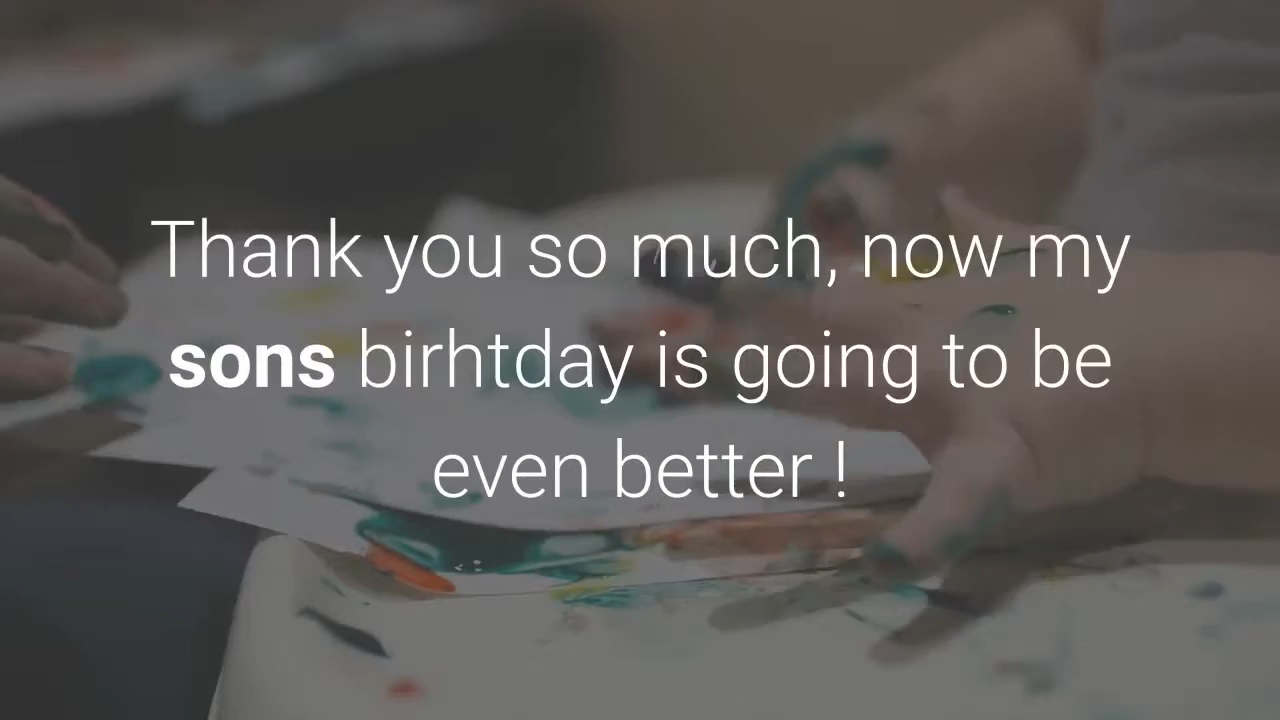 Thank you so much, now my
sons birhtday is going to be
even better !